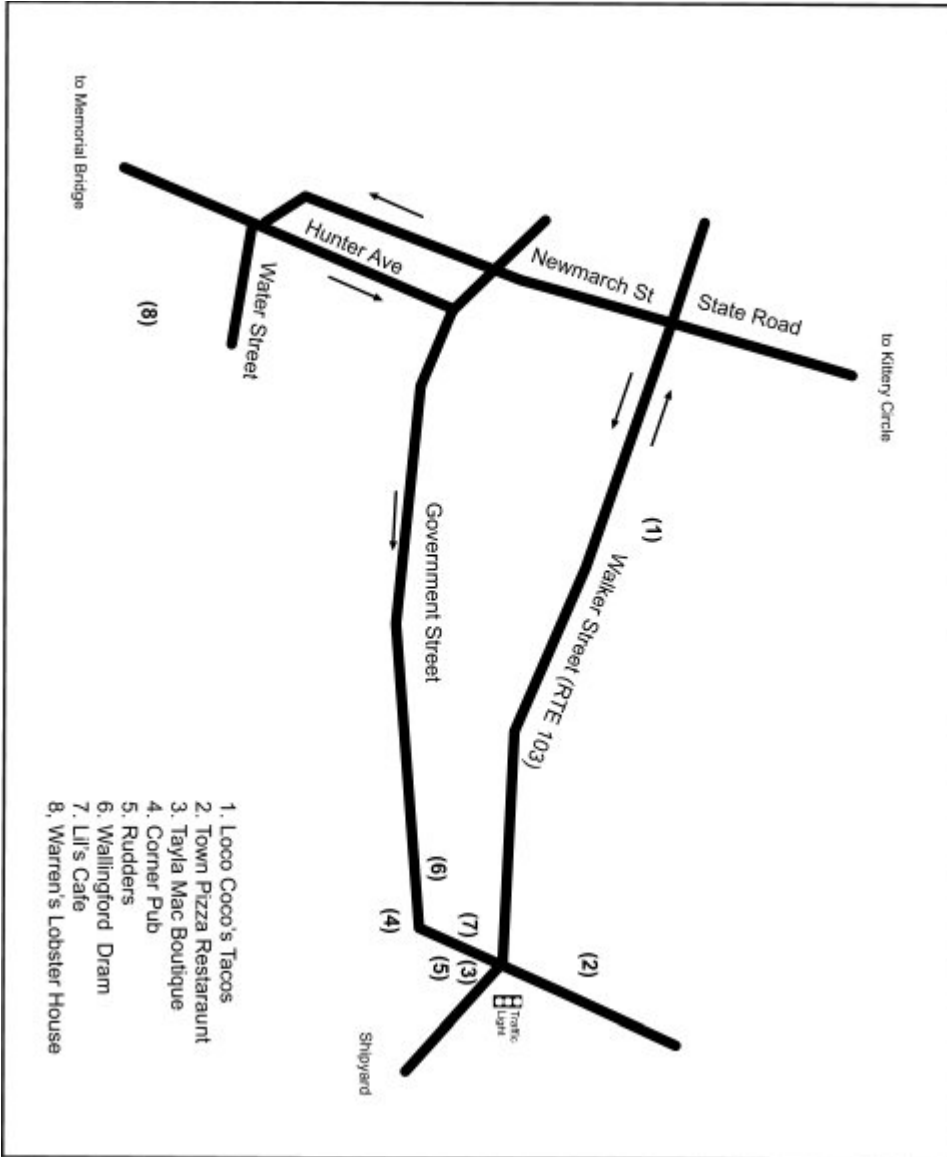 to Kittery Circle
State Road
Newmarch St
Hunter Ave
to Memorial Bridge
Water Street
(8)
(1)
Walker Street (RTE 103)
Government Street
(6)
(7)
(2)
(4)
(5)
(3)
Traffic
Light
Shipyard
1. Loco Coco's Tacos
2. Town Pizza Restaraunt
3. Tayla Mac Boutique
4. Corner Pub
5. Rudders
6. Wallingford Dram
7. Lil's Cafe
8, Warren's Lobster House